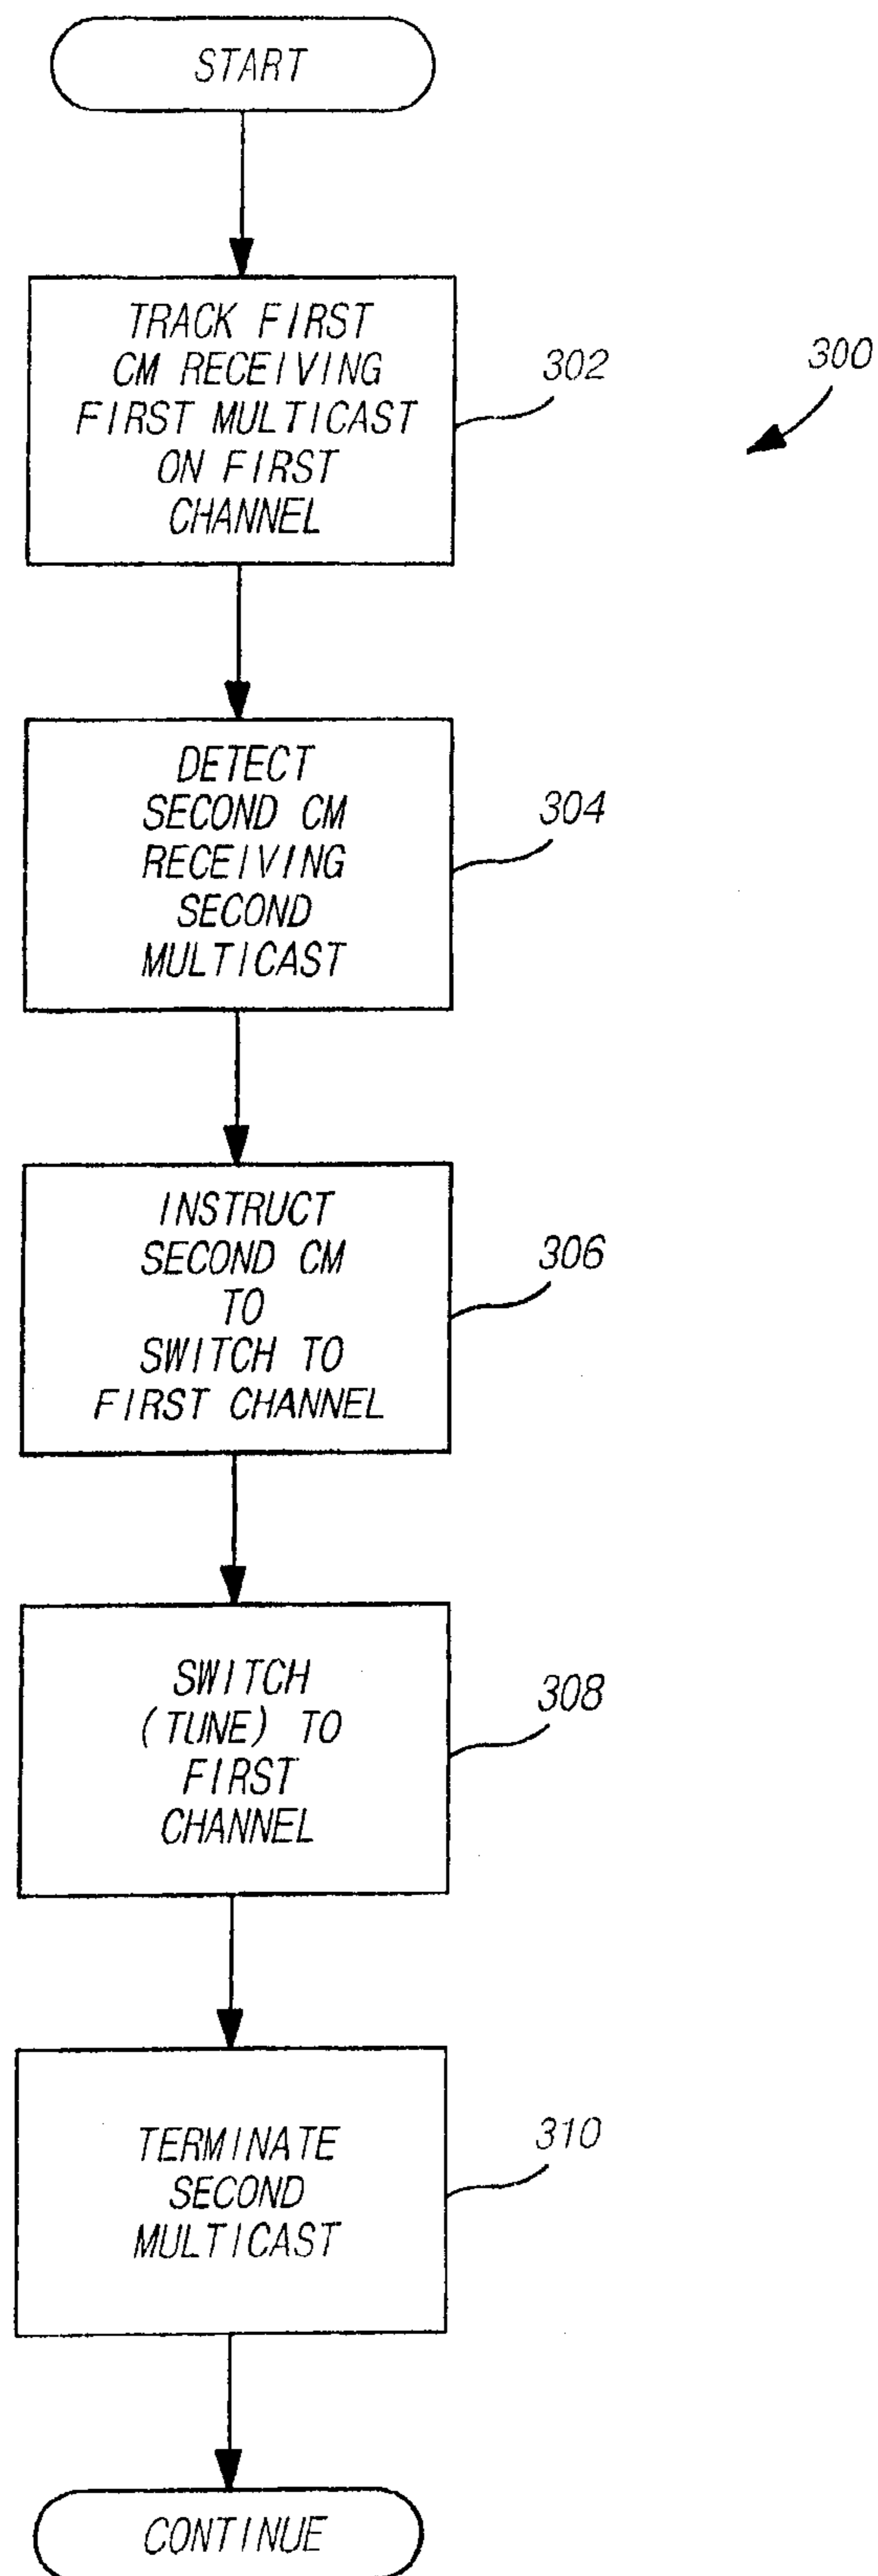 START
TRACK FIRST
CM RECEIVING
FIRST MULTICAST
ON FIRST
CHANNEL
302
300
DETECT
SECOND CM
RECEIVING
SECOND
MULTICAST
304
INSTRUCT
SECOND CM
TO
SWITCH TO
FIRST CHANNEL
306
SWITCH
(TUNE) TO
FIRST
CHANNEL
308
TERMINATE
SECOND
MULTICAST
310
CONTINUE